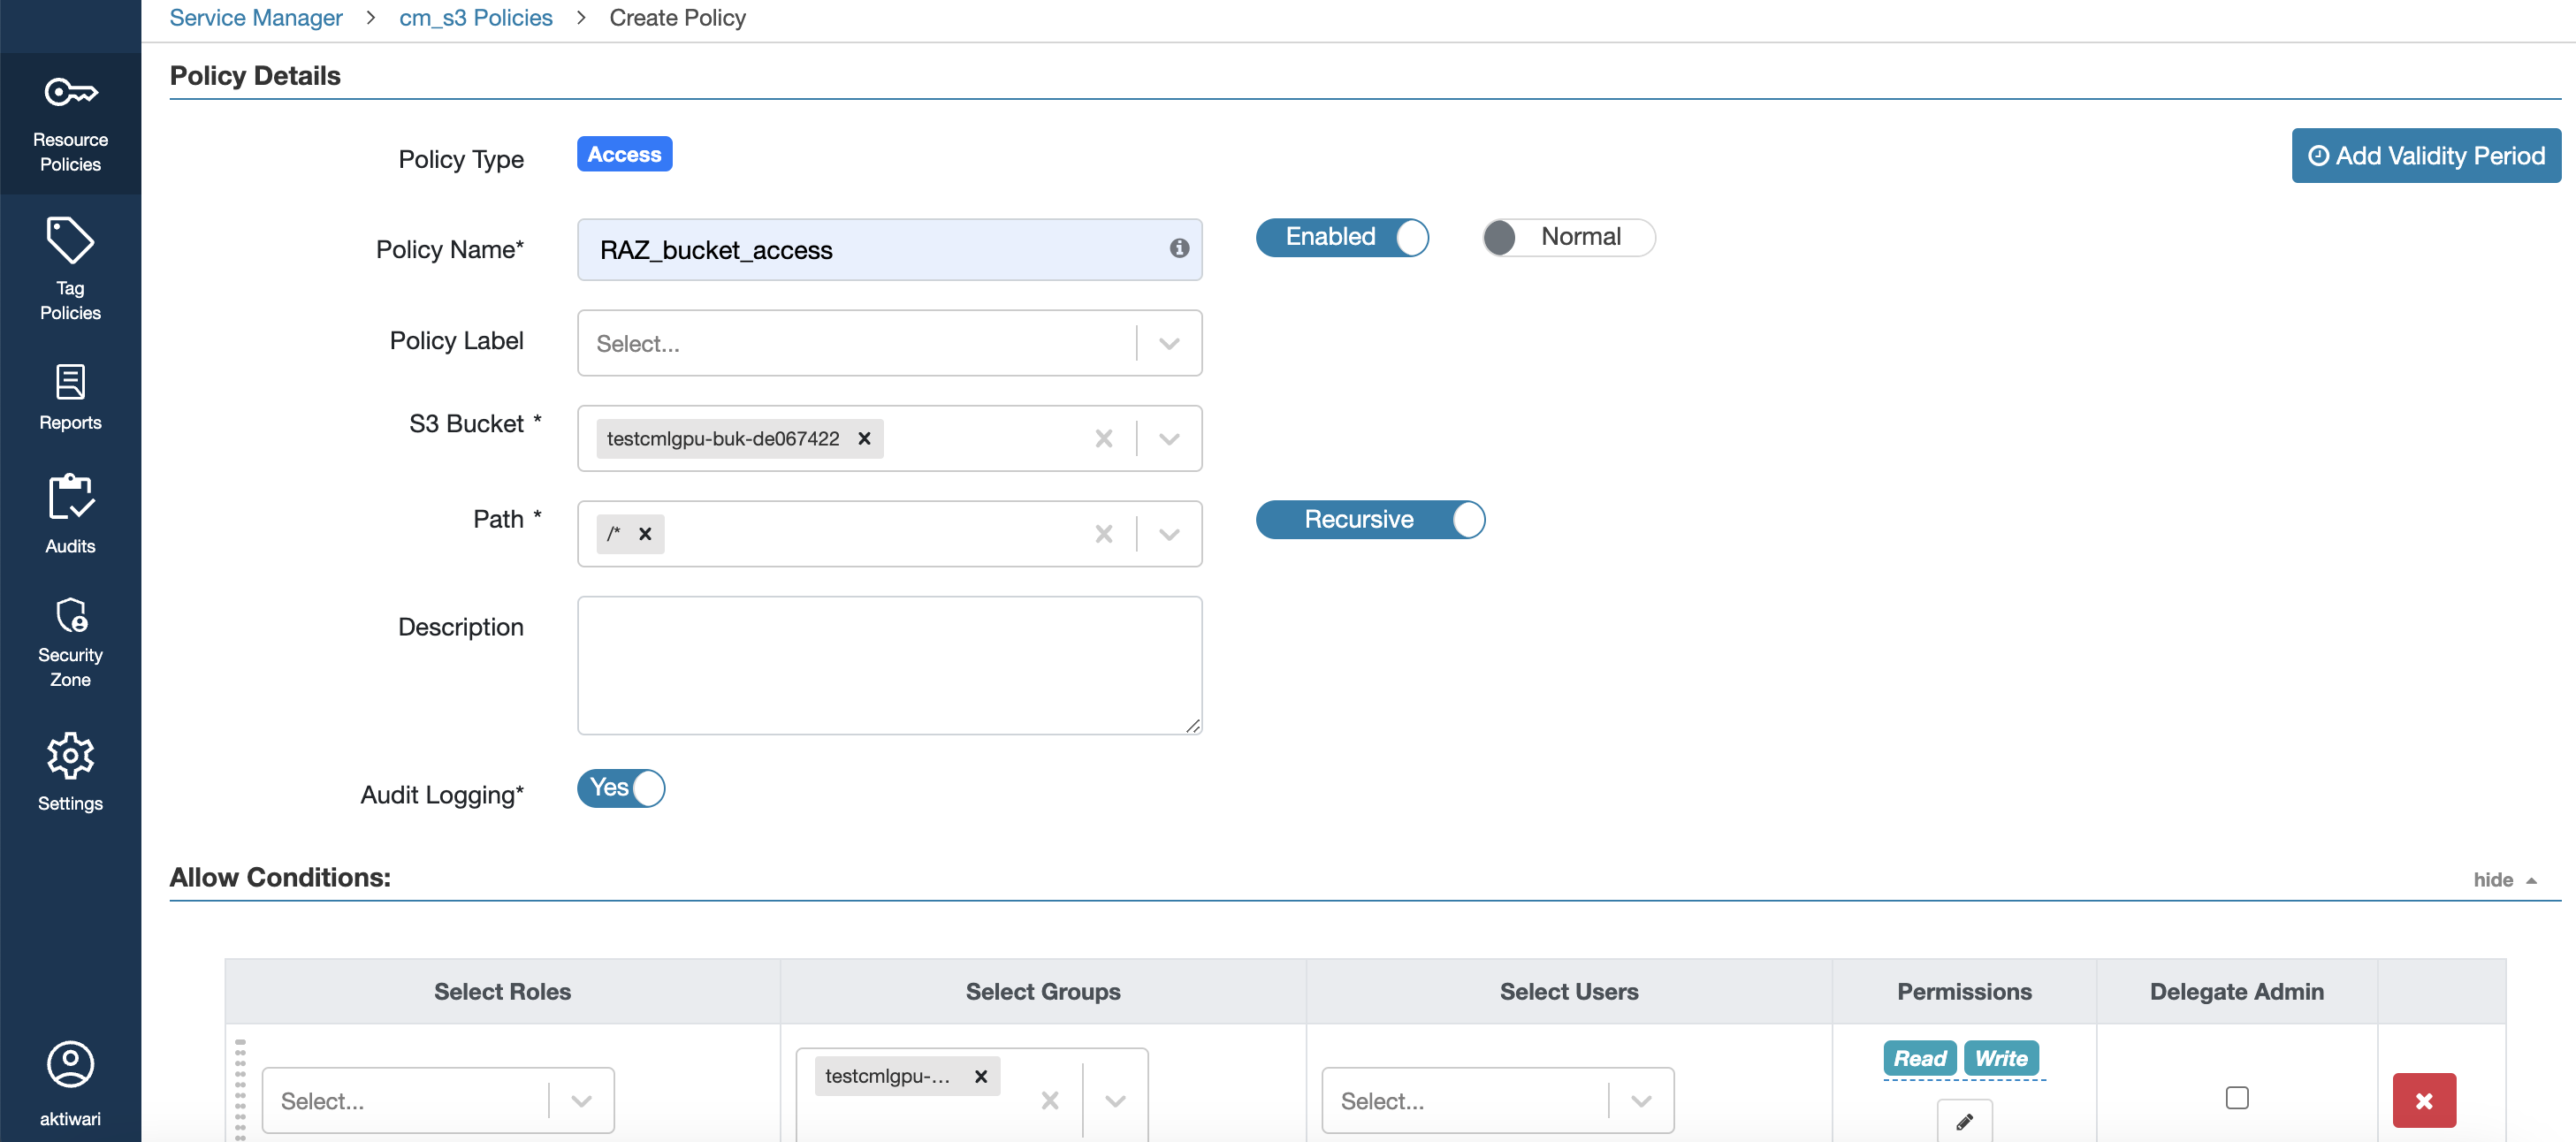 Service Manager > cm_s3 Policies > Create Policy
Resource
Policies
Tag
Policies
Reports
Audits
Security
Zone
Settings
aktiwari
Policy Details
Policy Type Access Add Validity Period
Policy Name* RAZ_bucket_access Enabled Normal
Policy Label Select...
S3 Bucket * testcmlgpu-buk-de067422
Path * /* Recursive
Description
Audit Logging* Yes
Allow Conditions: hide
Select Roles Select Groups Select Users Permissions Delegate Admin
Select... testcmlgpu-... Select... Read Write